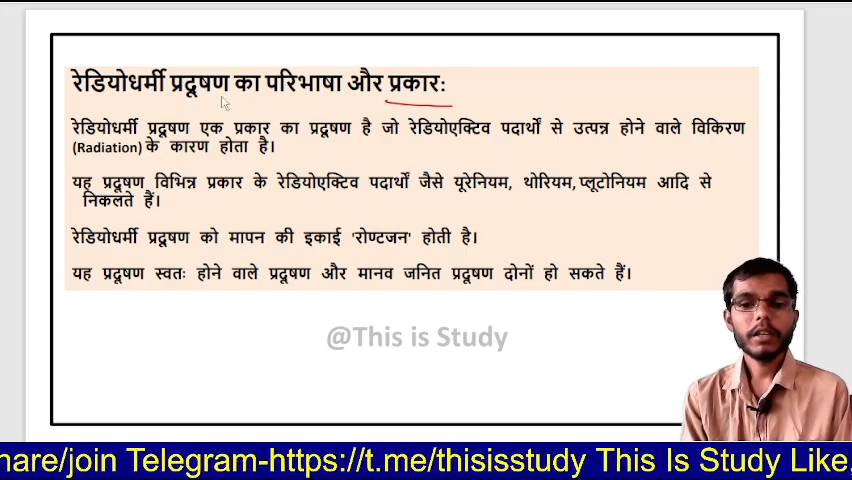 रेडियोधर्मी प्रदूषण का परिभाषा और प्रकार:
रेडियोधर्मी प्रदूषण एक प्रकार का प्रदूषण है जो रेडियोएक्टिव पदार्थों से उत्पन्न होने वाले विकिरण
(Radiation) के कारण होता है।
यह प्रदूषण विभिन्न प्रकार के रेडियोएक्टिव पदार्थों जैसे यूरेनियम, थोरियम, प्लूटोनियम आदि से
निकलते हैं।
रेडियोधर्मी प्रदूषण को मापन की इकाई 'रोण्टजन' होती है।
यह प्रदूषण स्वतः होने वाले प्रदूषण और मानव जनित प्रदूषण दोनों हो सकते हैं।
@This is Study
hare/join Telegram-https://t.me/thisisstudy This Is Study Like,